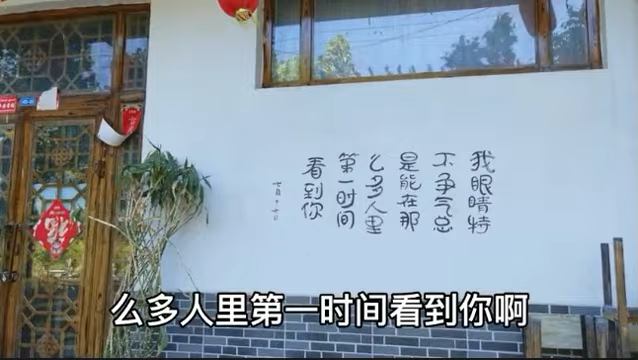 我眼睛特
不争气总
是能在那
么多人里
第一时间
看到你
么多人里第一时间看到你啊